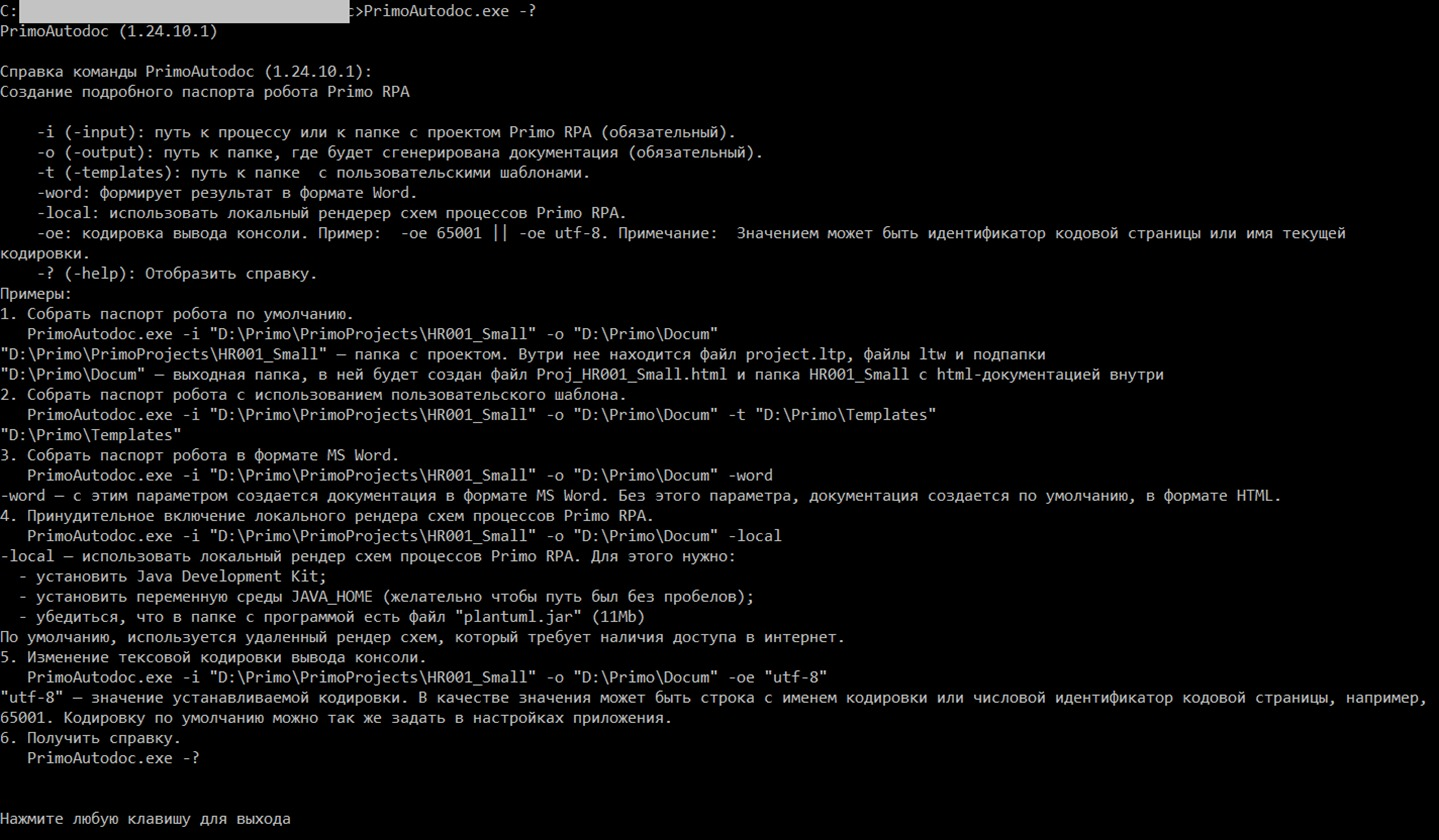 C:                                    c>PrimoAutodoc.exe -?
PrimoAutodoc (1.24.10.1)

Справка команды PrimoAutodoc (1.24.10.1):
Создание подробного паспорта робота Primo RPA

    -i (-input): путь к процессу или к папке с проектом Primo RPA (обязательный).
    -o (-output): путь к папке, где будет сгенерирована документация (обязательный).
    -t (-templates): путь к папке  с пользовательскими шаблонами.
    -word: формирует результат в формате Word.
    -local: использовать локальный рендерер схем процессов Primo RPA.
    -oe: кодировка вывода консоли. Пример:  -oe 65001 || -oe utf-8. Примечание:  Значением может быть идентификатор кодовой страницы или имя текущей
кодировки.
    -? (-help): Отобразить справку.
Примеры:
1. Собрать паспорт робота по умолчанию.
   PrimoAutodoc.exe -i "D:\Primo\PrimoProjects\HR001_Small" -o "D:\Primo\Docum"
"D:\Primo\PrimoProjects\HR001_Small" — папка с проектом. Вутри нее находится файл project.ltp, файлы ltw и подпапки
"D:\Primo\Docum" — выходная папка, в ней будет создан файл Proj_HR001_Small.html и папка HR001_Small с html-документацией внутри
2. Собрать паспорт робота с использованием пользовательского шаблона.
   PrimoAutodoc.exe -i "D:\Primo\PrimoProjects\HR001_Small" -o "D:\Primo\Docum" -t "D:\Primo\Templates"
"D:\Primo\Templates"
3. Собрать паспорт робота в формате MS Word.
   PrimoAutodoc.exe -i "D:\Primo\PrimoProjects\HR001_Small" -o "D:\Primo\Docum" -word
-word — с этим параметром создается документация в формате MS Word. Без этого параметра, документация создается по умолчанию, в формате HTML.
4. Принудительное включение локального рендера схем процессов Primo RPA.
   PrimoAutodoc.exe -i "D:\Primo\PrimoProjects\HR001_Small" -o "D:\Primo\Docum" -local
-local — использовать локальный рендер схем процессов Primo RPA. Для этого нужно:
  - установить Java Development Kit;
  - установить переменную среды JAVA_HOME (желательно чтобы путь был без пробелов);
  - убедиться, что в папке с программой есть файл "plantuml.jar" (11Mb)
По умолчанию, используется удаленный рендер схем, который требует наличия доступа в интернет.
5. Изменение тексовой кодировки вывода консоли.
   PrimoAutodoc.exe -i "D:\Primo\PrimoProjects\HR001_Small" -o "D:\Primo\Docum" -oe "utf-8"
"utf-8" — значение устанавливаемой кодировки. В качестве значения может быть строка с именем кодировки или числовой идентификатор кодовой страницы, например,
65001. Кодировку по умолчанию можно так же задать в настройках приложения.
6. Получить справку.
   PrimoAutodoc.exe -?

Нажмите любую клавишу для выхода